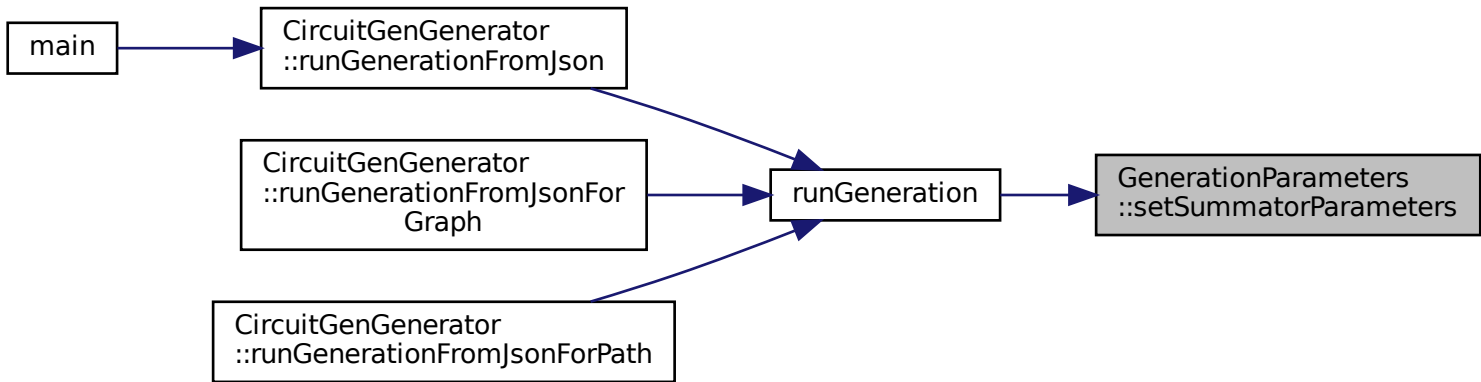 main
CircuitGenGenerator
::runGenerationFromJson
CircuitGenGenerator
::runGenerationFromJsonFor
Graph
CircuitGenGenerator
::runGenerationFromJsonForPath
runGeneration
GenerationParameters
::setSummatorParameters